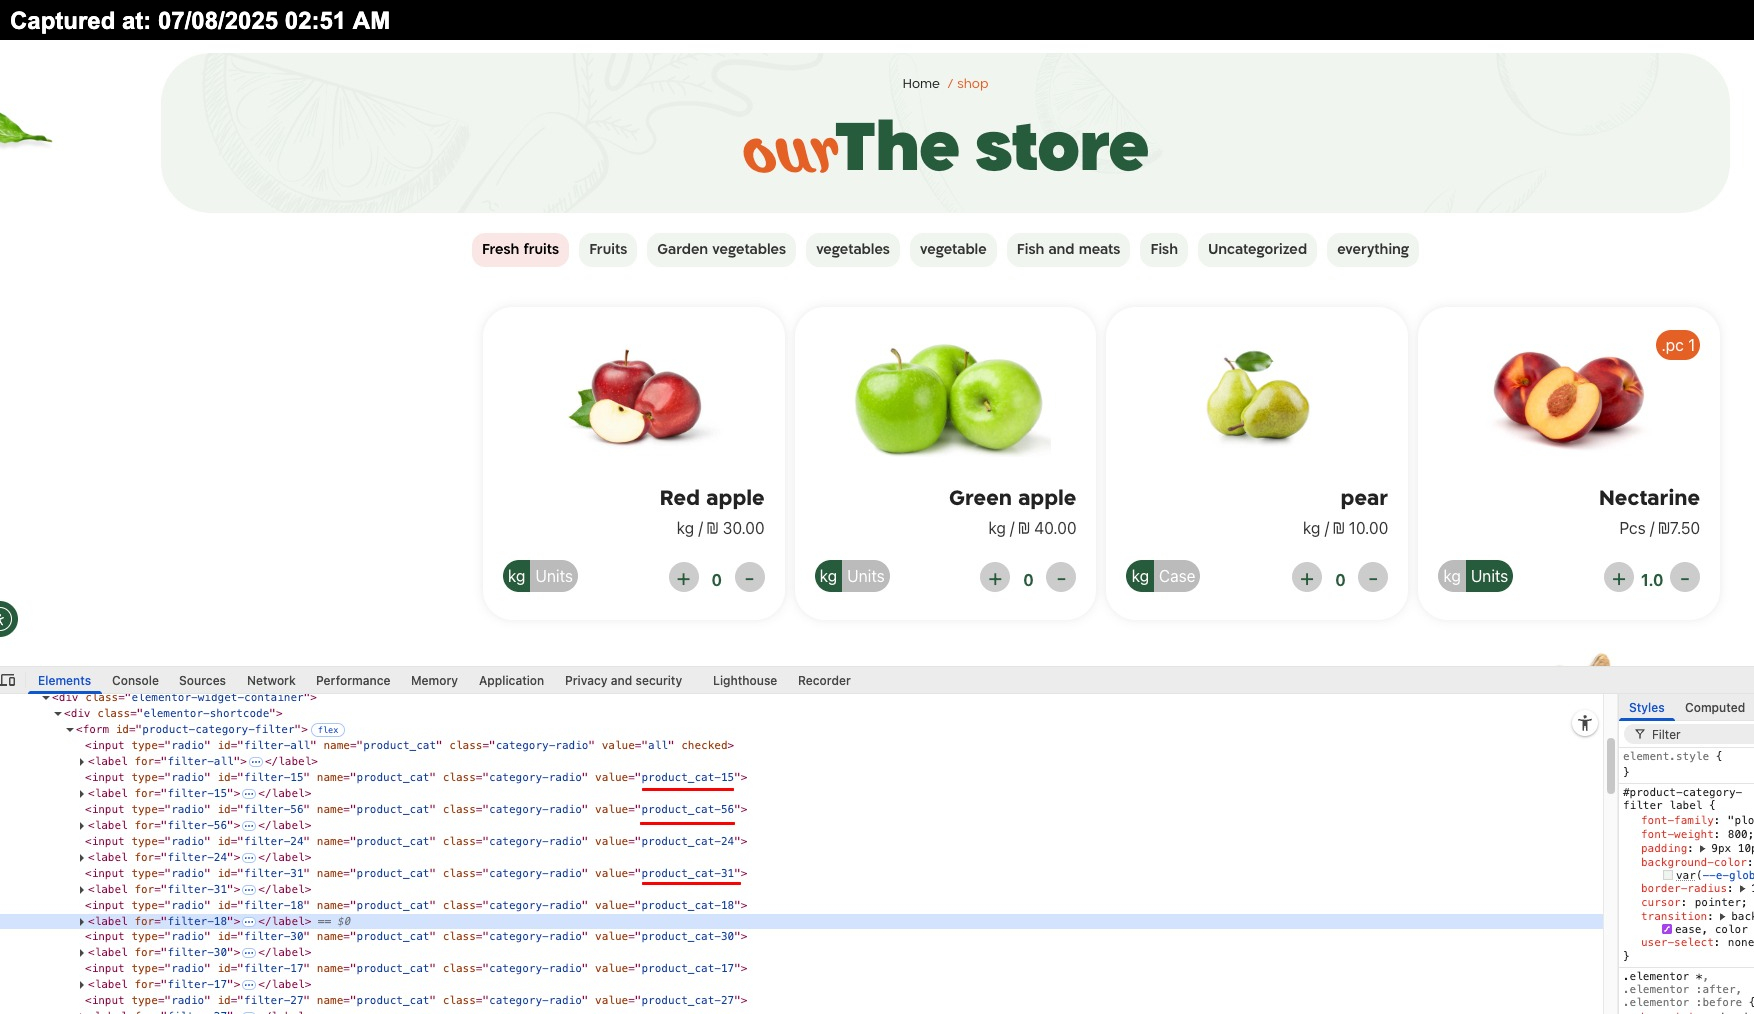 Captured at: 07/08/2025 02:51 AM
Home / shop
ourThe store
Fresh fruits Fruits Garden vegetables vegetables vegetable Fish and meats Fish Uncategorized everything
.pc 1
Red apple Green apple pear Nectarine
kg / ₪ 30.00 kg / ₪ 40.00 kg / ₪ 10.00 Pcs / ₪7.50
kg Units + 0 - kg Units + 0 - kg Case + 0 - kg Units + 1.0 -
Elements Console Sources Network Performance Memory Application Privacy and security Lighthouse Recorder
<div class="elementor-widget-container">
<div class="elementor-shortcode">
<form id="product-category-filter"> flex
<input type="radio" id="filter-all" name="product_cat" class="category-radio" value="all" checked>
<label for="filter-all"> … </label>
<input type="radio" id="filter-15" name="product_cat" class="category-radio" value="product_cat-15">
<label for="filter-15"> … </label>
<input type="radio" id="filter-56" name="product_cat" class="category-radio" value="product_cat-56">
<label for="filter-56"> … </label>
<input type="radio" id="filter-24" name="product_cat" class="category-radio" value="product_cat-24">
<label for="filter-24"> … </label>
<input type="radio" id="filter-31" name="product_cat" class="category-radio" value="product_cat-31">
<label for="filter-31"> … </label>
<input type="radio" id="filter-18" name="product_cat" class="category-radio" value="product_cat-18">
<label for="filter-18"> … </label> == $0
<input type="radio" id="filter-30" name="product_cat" class="category-radio" value="product_cat-30">
<label for="filter-30"> … </label>
<input type="radio" id="filter-17" name="product_cat" class="category-radio" value="product_cat-17">
<label for="filter-17"> … </label>
<input type="radio" id="filter-27" name="product_cat" class="category-radio" value="product_cat-27">
Styles Computed
Filter
element.style {
}
#product-category-
filter label {
font-family: "plo
font-weight: 800;
padding: 9px 10p
background-color:
var(--e-glob
border-radius: 1
cursor: pointer;
transition: back
ease, color
user-select: none
}
.elementor *,
.elementor :after,
.elementor :before {